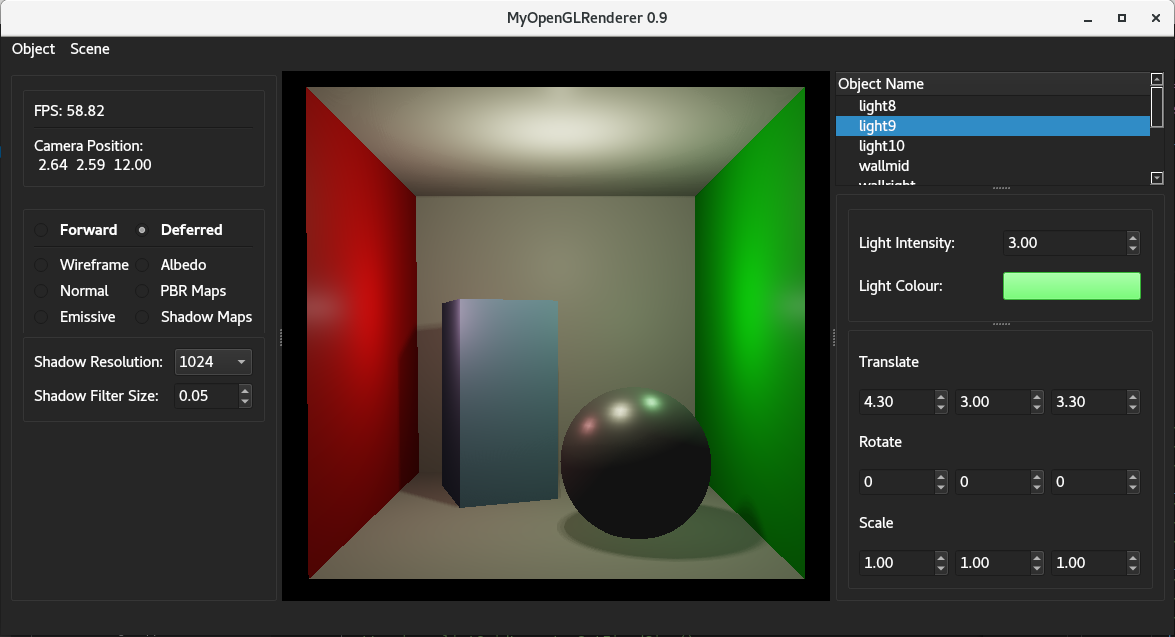 MyOpenGLRenderer 0.9
Object Scene
FPS: 58.82
Camera Position:
2.64 2.59 12.00
Forward Deferred
Wireframe Albedo
Normal PBR Maps
Emissive Shadow Maps
Shadow Resolution: 1024
Shadow Filter Size: 0.05
Object Name
light8
light9
light10
wallmid
wallright
Light Intensity: 3.00
Light Colour:
Translate
4.30 3.00 3.30
Rotate
0 0 0
Scale
1.00 1.00 1.00